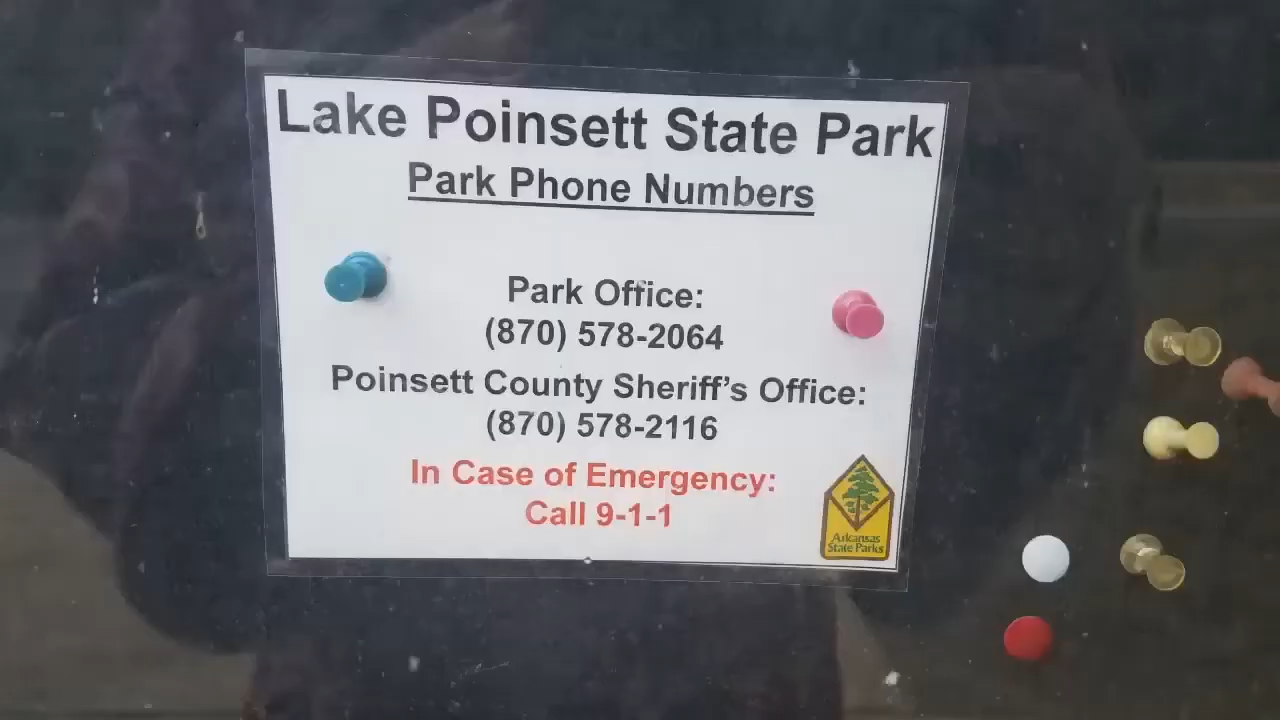 Lake Poinsett State Park
Park Phone Numbers
Park Office:
(870) 578-2064
Poinsett County Sheriff’s Office:
(870) 578-2116
In Case of Emergency:
Call 9-1-1
Arkansas
State Parks